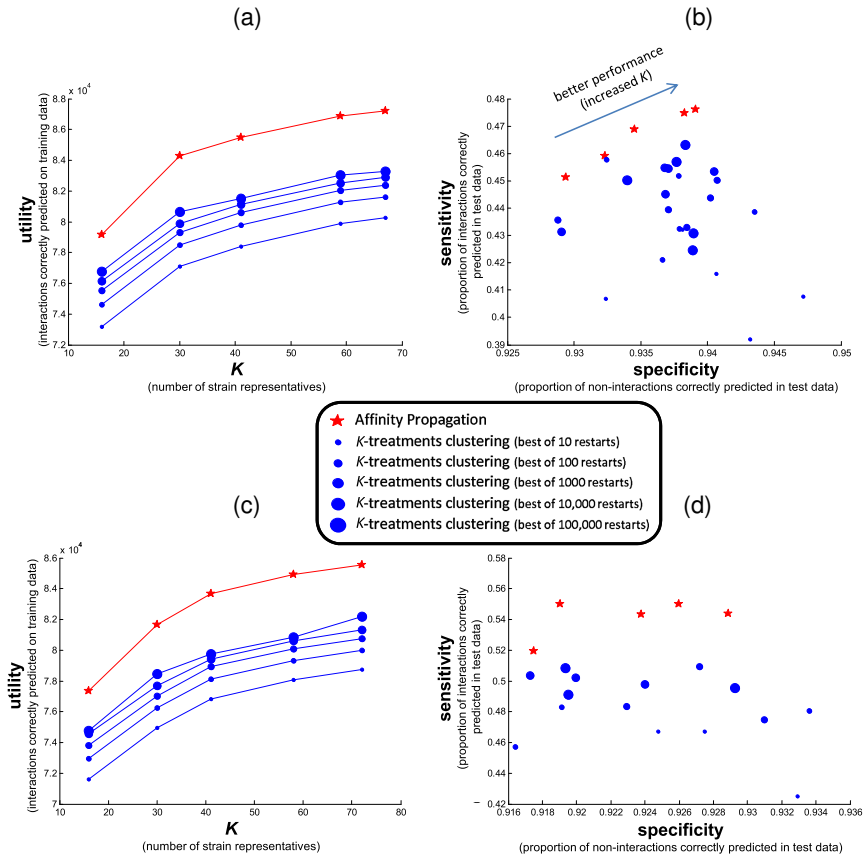 (a)
(b)
x 10⁴
8.8
8.6
8.4
8.2
8
7.8
7.6
7.4
7.2
utility
(interactions correctly predicted on training data)
10 20 30 40 50 60 70
K
(number of strain representatives)
better performance
(increased K)
0.48
0.47
0.46
0.45
0.44
0.43
0.42
0.41
0.4
0.39
sensitivity
(proportion of interactions correctly
predicted in test data)
0.925 0.93 0.935 0.94 0.945 0.95
specificity
(proportion of non-interactions correctly predicted in test data)
Affinity Propagation
K-treatments clustering (best of 10 restarts)
K-treatments clustering (best of 100 restarts)
K-treatments clustering (best of 1000 restarts)
K-treatments clustering (best of 10,000 restarts)
K-treatments clustering (best of 100,000 restarts)
(c)
(d)
x 10⁴
8.6
8.4
8.2
8
7.8
7.6
7.4
7.2
7
utility
(interactions correctly predicted on training data)
10 20 30 40 50 60 70 80
K
(number of strain representatives)
0.58
0.56
0.54
0.52
0.5
0.48
0.46
0.44
0.42
sensitivity
(proportion of interactions correctly
predicted in test data)
0.916 0.918 0.92 0.922 0.924 0.926 0.928 0.93 0.932 0.934 0.936
specificity
(proportion of non-interactions correctly predicted in test data)